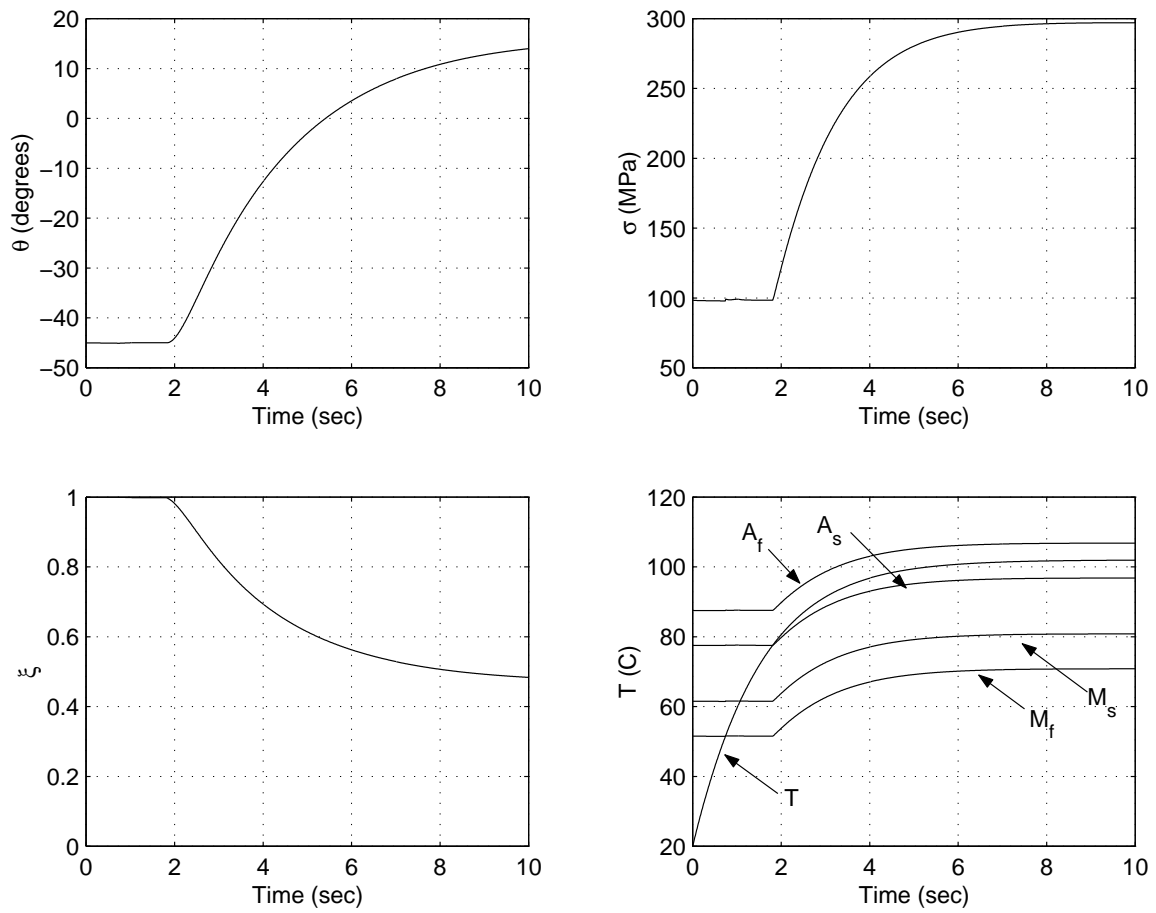 20
10
0
−10
−20
−30
−40
−50
θ (degrees)
0 2 4 6 8 10
Time (sec)
300
250
200
150
100
50
σ (MPa)
0 2 4 6 8 10
Time (sec)
1
0.8
0.6
0.4
0.2
0
ξ
0 2 4 6 8 10
Time (sec)
120
100
80
60
40
20
T (C)
A_f
A_s
M_s
M_f
T
0 2 4 6 8 10
Time (sec)